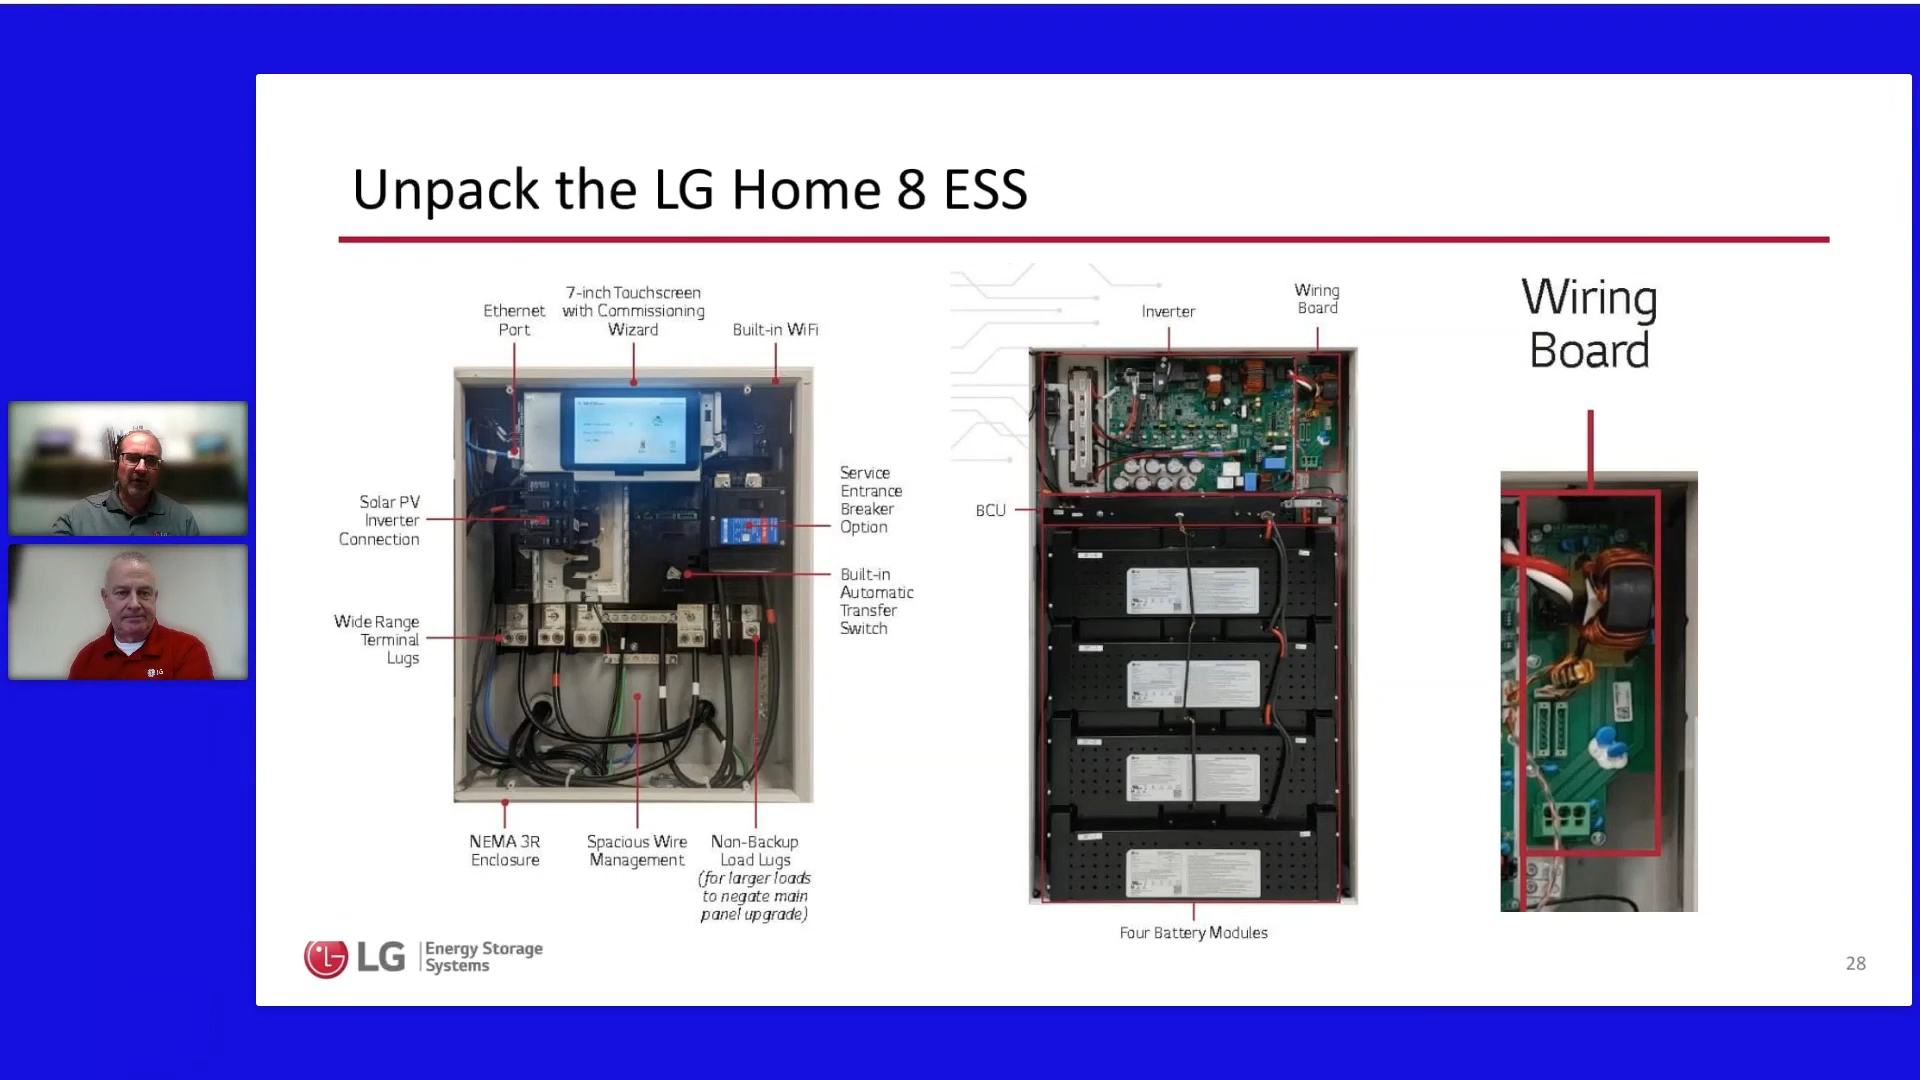 Unpack the LG Home 8 ESS
Ethernet
Port
7-inch Touchscreen
with Commissioning
Wizard
Built-in WiFi
Solar PV
Inverter
Connection
Wide Range
Terminal
Lugs
Service
Entrance
Breaker
Option
Built-in
Automatic
Transfer
Switch
NEMA 3R
Enclosure
Spacious Wire
Management
Non-Backup
Load Lugs
(for larger loads
to negate main
panel upgrade)
Inverter
Wiring
Board
BCU
Four Battery Modules
Wiring
Board
LG
Energy Storage
Systems
28
LG